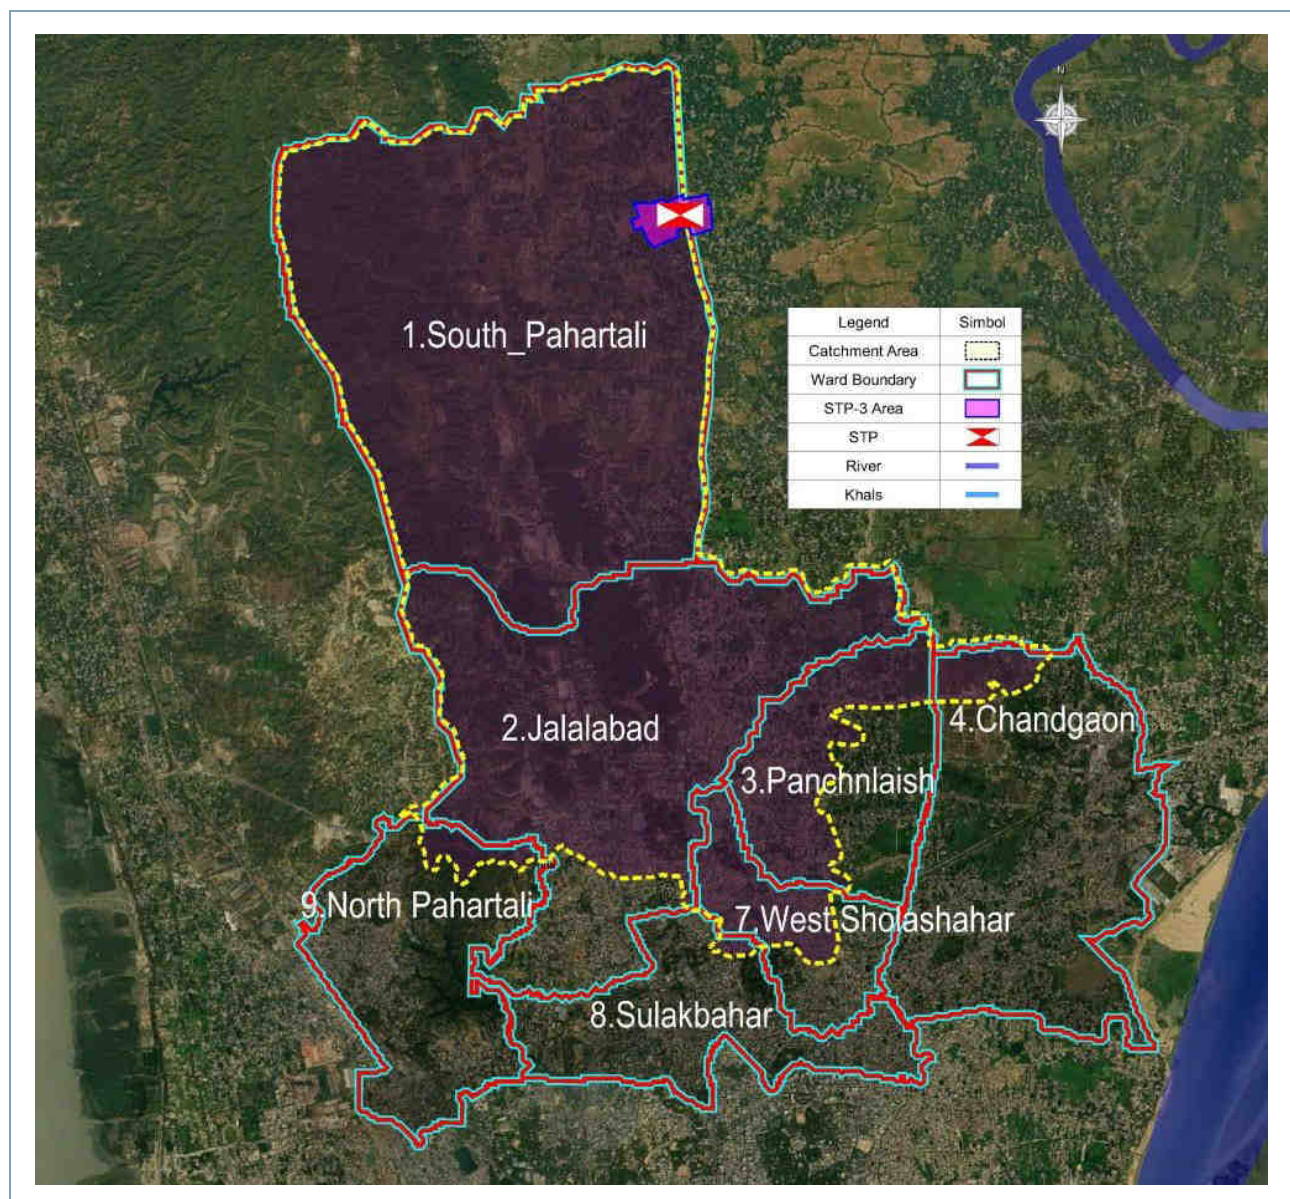 N
1.South_Pahartali
Legend Simbol
Catchment Area
Ward Boundary
STP-3 Area
STP
River
Khals
2.Jalalabad
4.Chandgaon
3.Panchnlaish
9.North Pahartali
7.West Sholashahar
8.Sulakbahar